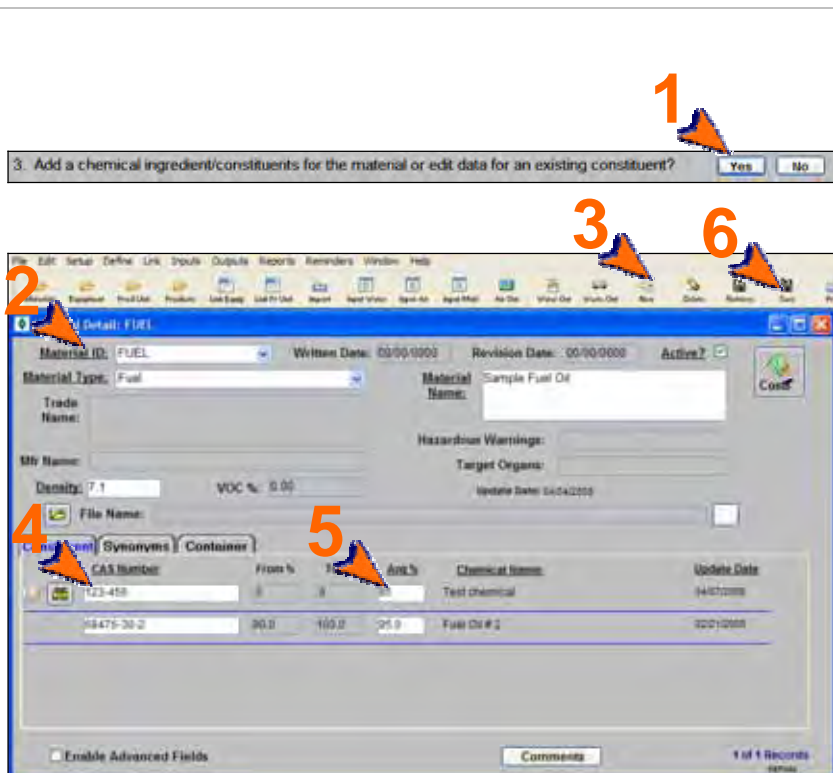 1
3. Add a chemical ingredient/constituents for the material or edit data for an existing constituent? Yes No
3
6
File Edit Setup Define Link Inputs Outputs Reports Reminders Window Help
2
Detail: FUEL
Material ID: FUEL Written Date: 00/00/0000 Revision Date: 00/00/0000 Active?
Material Type: Fuel Material Name: Sample Fuel Oil
Trade Name:
Hazardous Warnings:
Mfr Name: Target Organs:
Density: 7.1 VOC %: 0.00 Update Date:
File Name:
4
5
Synonyms Container
CAS Number From % Avg % Chemical Name Update Date
123-456 0 0 Test chemical
68476-30-2 90.0 100.0 95.0 Fuel Oil # 2 02/21/2008
Enable Advanced Fields Comments 1 of 1 Records